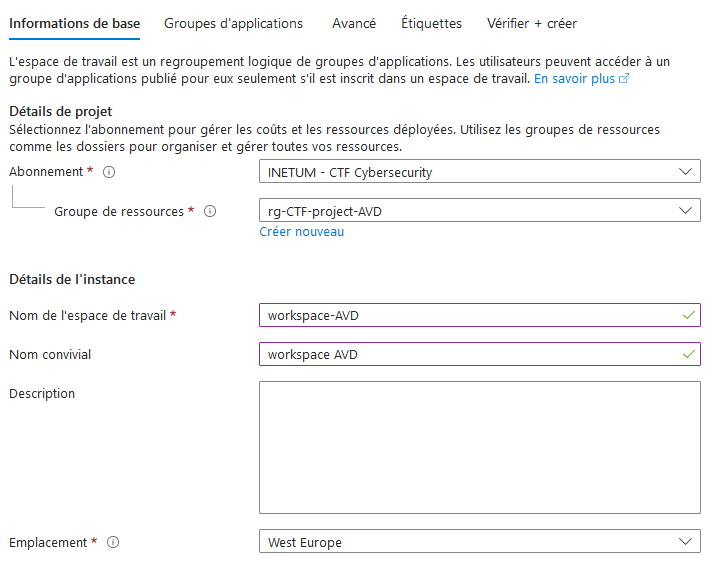 Informations de base Groupes d'applications Avancé Étiquettes Vérifier + créer
L'espace de travail est un regroupement logique de groupes d'applications. Les utilisateurs peuvent accéder à un
groupe d'applications publié pour eux seulement s'il est inscrit dans un espace de travail. En savoir plus
Détails de projet
Sélectionnez l'abonnement pour gérer les coûts et les ressources déployées. Utilisez les groupes de ressources
comme les dossiers pour organiser et gérer toutes vos ressources.
Abonnement * INETUM - CTF Cybersecurity
Groupe de ressources * rg-CTF-project-AVD
Créer nouveau
Détails de l'instance
Nom de l'espace de travail * workspace-AVD
Nom convivial workspace AVD
Description
Emplacement * West Europe